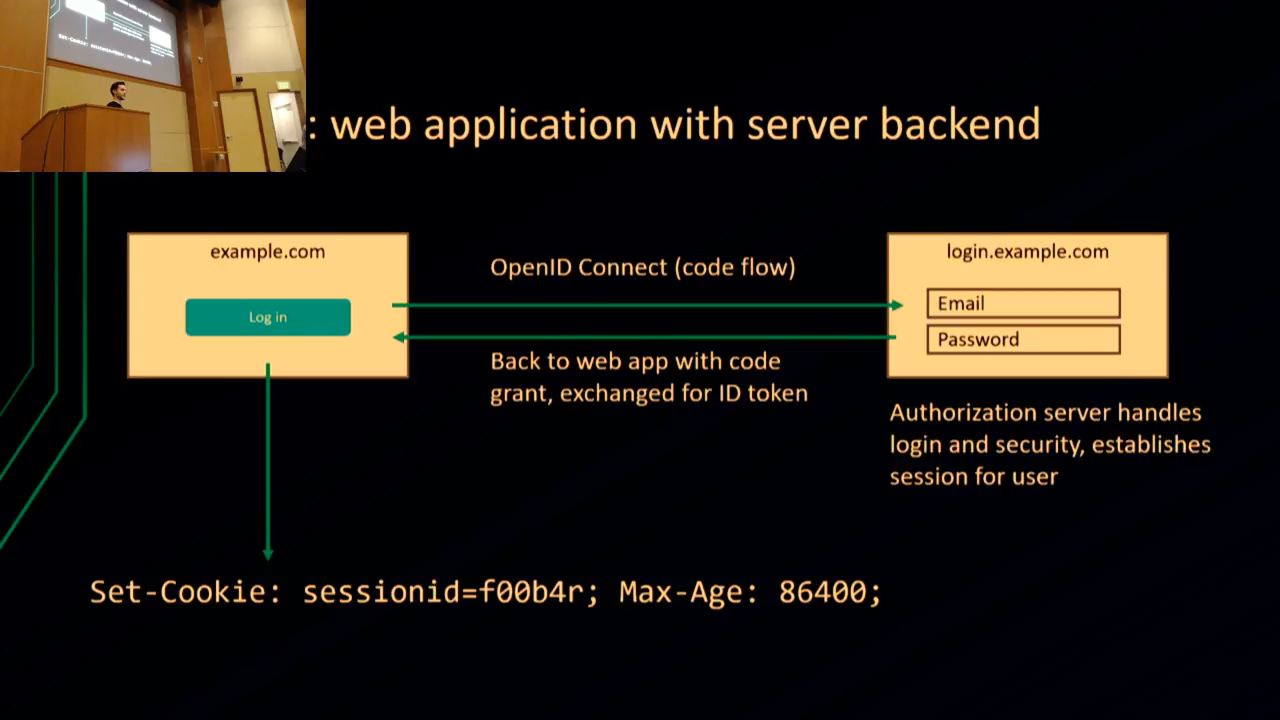 : web application with server backend
example.com
Log in
OpenID Connect (code flow)
Back to web app with code
grant, exchanged for ID token
login.example.com
Email
Password
Authorization server handles
login and security, establishes
session for user
Set-Cookie: sessionid=f00b4r; Max-Age: 86400;